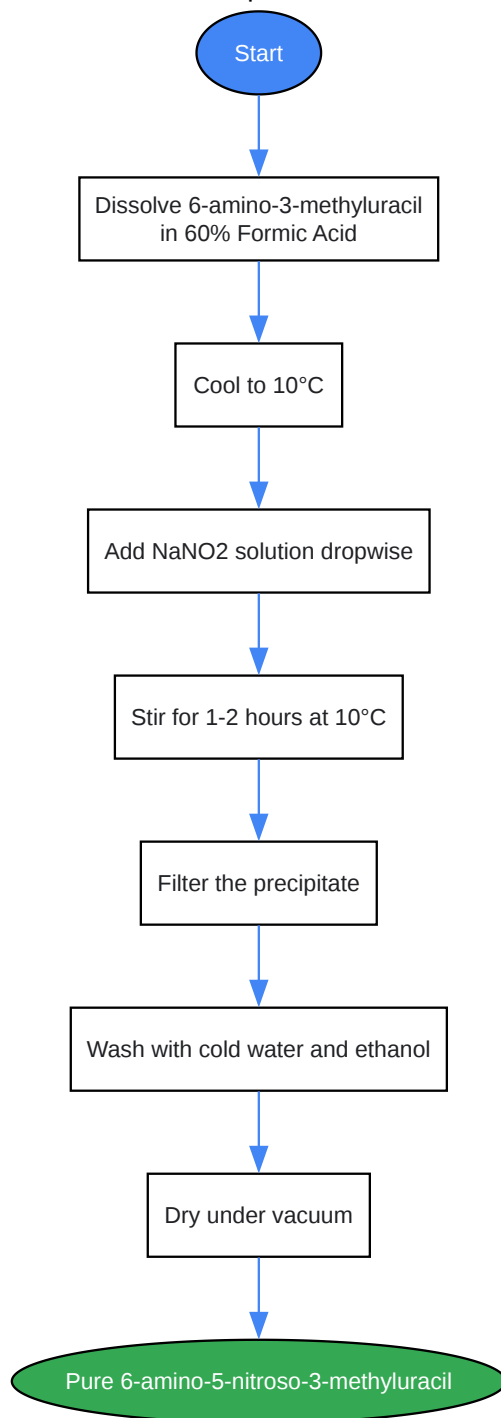 Start
Dissolve 6-amino-3-methyluracil
in 60% Formic Acid
Cool to 10°C
Add NaNO2 solution dropwise
Stir for 1-2 hours at 10°C
Filter the precipitate
Wash with cold water and ethanol
Dry under vacuum
Pure 6-amino-5-nitroso-3-methyluracil